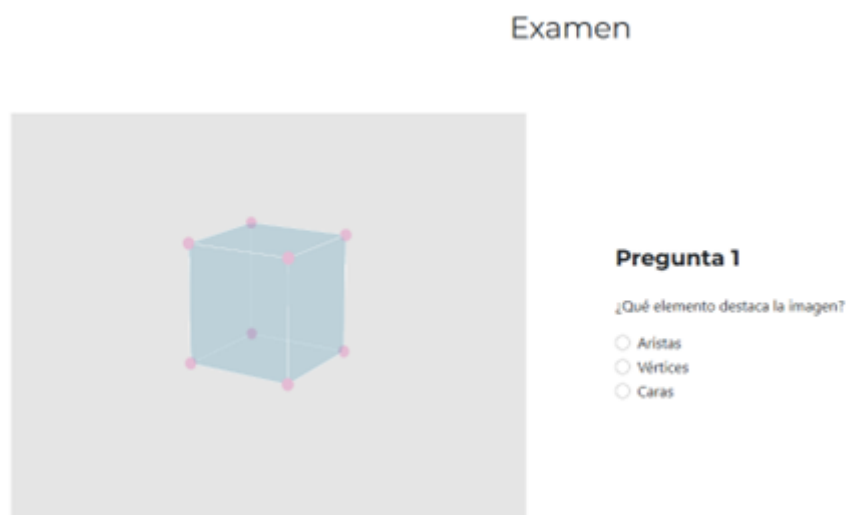 Examen
Pregunta 1
¿Qué elemento destaca la imagen?
Aristas
Vértices
Caras